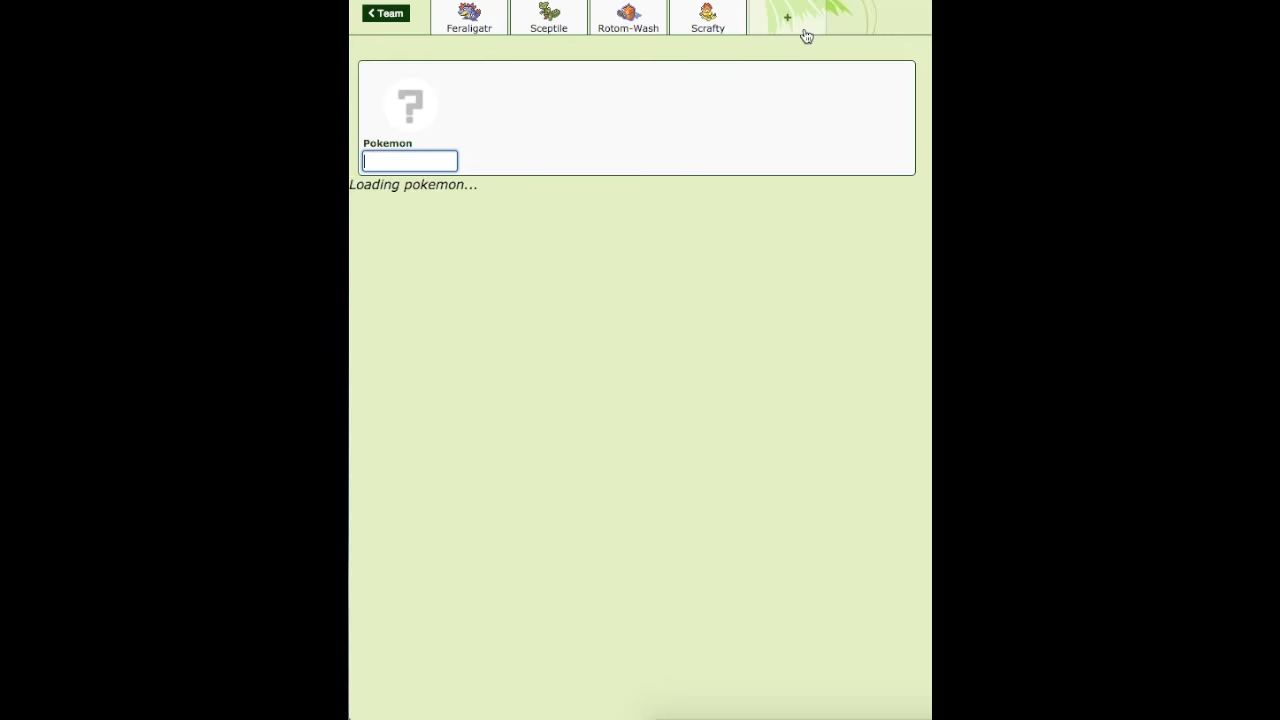 Team
Feraligatr
Sceptile
Rotom-Wash
Scrafty
+
?
Pokemon
Loading pokemon...